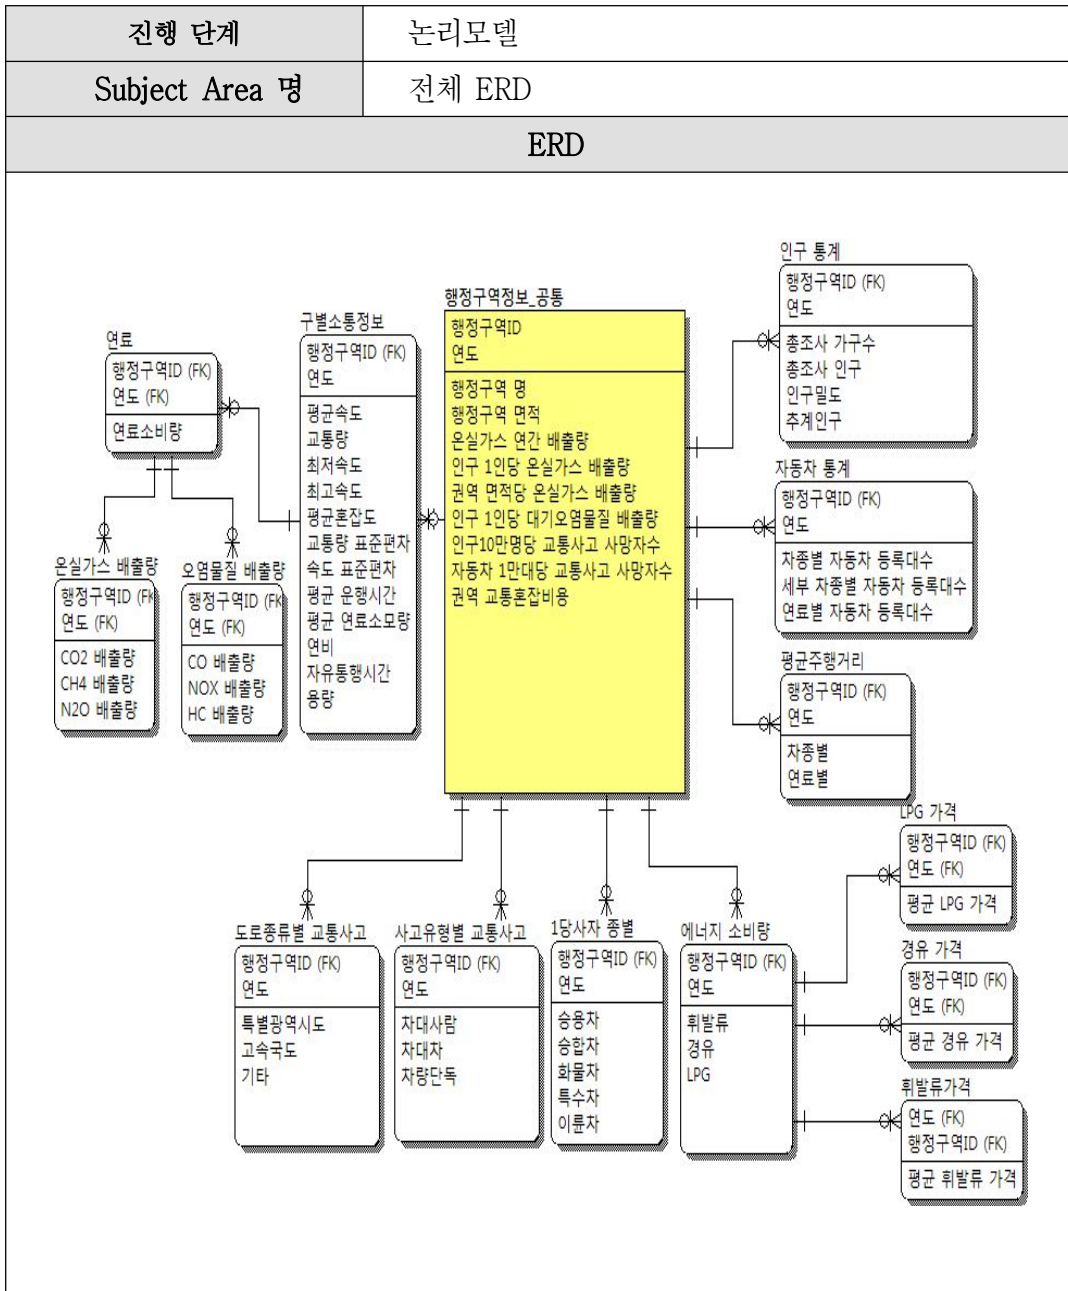 진행 단계
논리모델
Subject Area 명
전체 ERD
ERD
인구 통계
행정구역ID (FK)
연도
총조사 가구수
총조사 인구
인구밀도
추계인구
행정구역정보_공통
행정구역ID
연도
행정구역 명
행정구역 면적
온실가스 연간 배출량
인구 1인당 온실가스 배출량
권역 면적당 온실가스 배출량
인구 1인당 대기오염물질 배출량
인구10만명당 교통사고 사망자수
자동차 1만대당 교통사고 사망자수
권역 교통혼잡비용
구별소통정보
행정구역ID (FK)
연도
평균속도
교통량
최저속도
최고속도
평균혼잡도
교통량 표준편차
속도 표준편차
평균 운행시간
평균 연료소모량
연비
자유통행시간
용량
연료
행정구역ID (FK)
연도 (FK)
연료소비량
자동차 통계
행정구역ID (FK)
연도
차종별 자동차 등록대수
세부 차종별 자동차 등록대수
연료별 자동차 등록대수
온실가스 배출량
행정구역ID (FK
연도 (FK)
CO2 배출량
CH4 배출량
N2O 배출량
오염물질 배출량
행정구역ID (FK
연도 (FK)
CO 배출량
NOX 배출량
HC 배출량
평균주행거리
행정구역ID (FK)
연도
차종별
연료별
LPG 가격
행정구역ID (FK)
연도 (FK)
평균 LPG 가격
도로종류별 교통사고
행정구역ID (FK)
연도
특별광역시도
고속국도
기타
사고유형별 교통사고
행정구역ID (FK)
연도
차대사람
차대차
차량단독
1당사자 종별
행정구역ID (FK)
연도
승용차
승합차
화물차
특수차
이륜차
에너지 소비량
행정구역ID (FK)
연도
휘발류
경유
LPG
경유 가격
행정구역ID (FK)
연도 (FK)
평균 경유 가격
휘발류가격
연도 (FK)
행정구역ID (FK)
평균 휘발류 가격